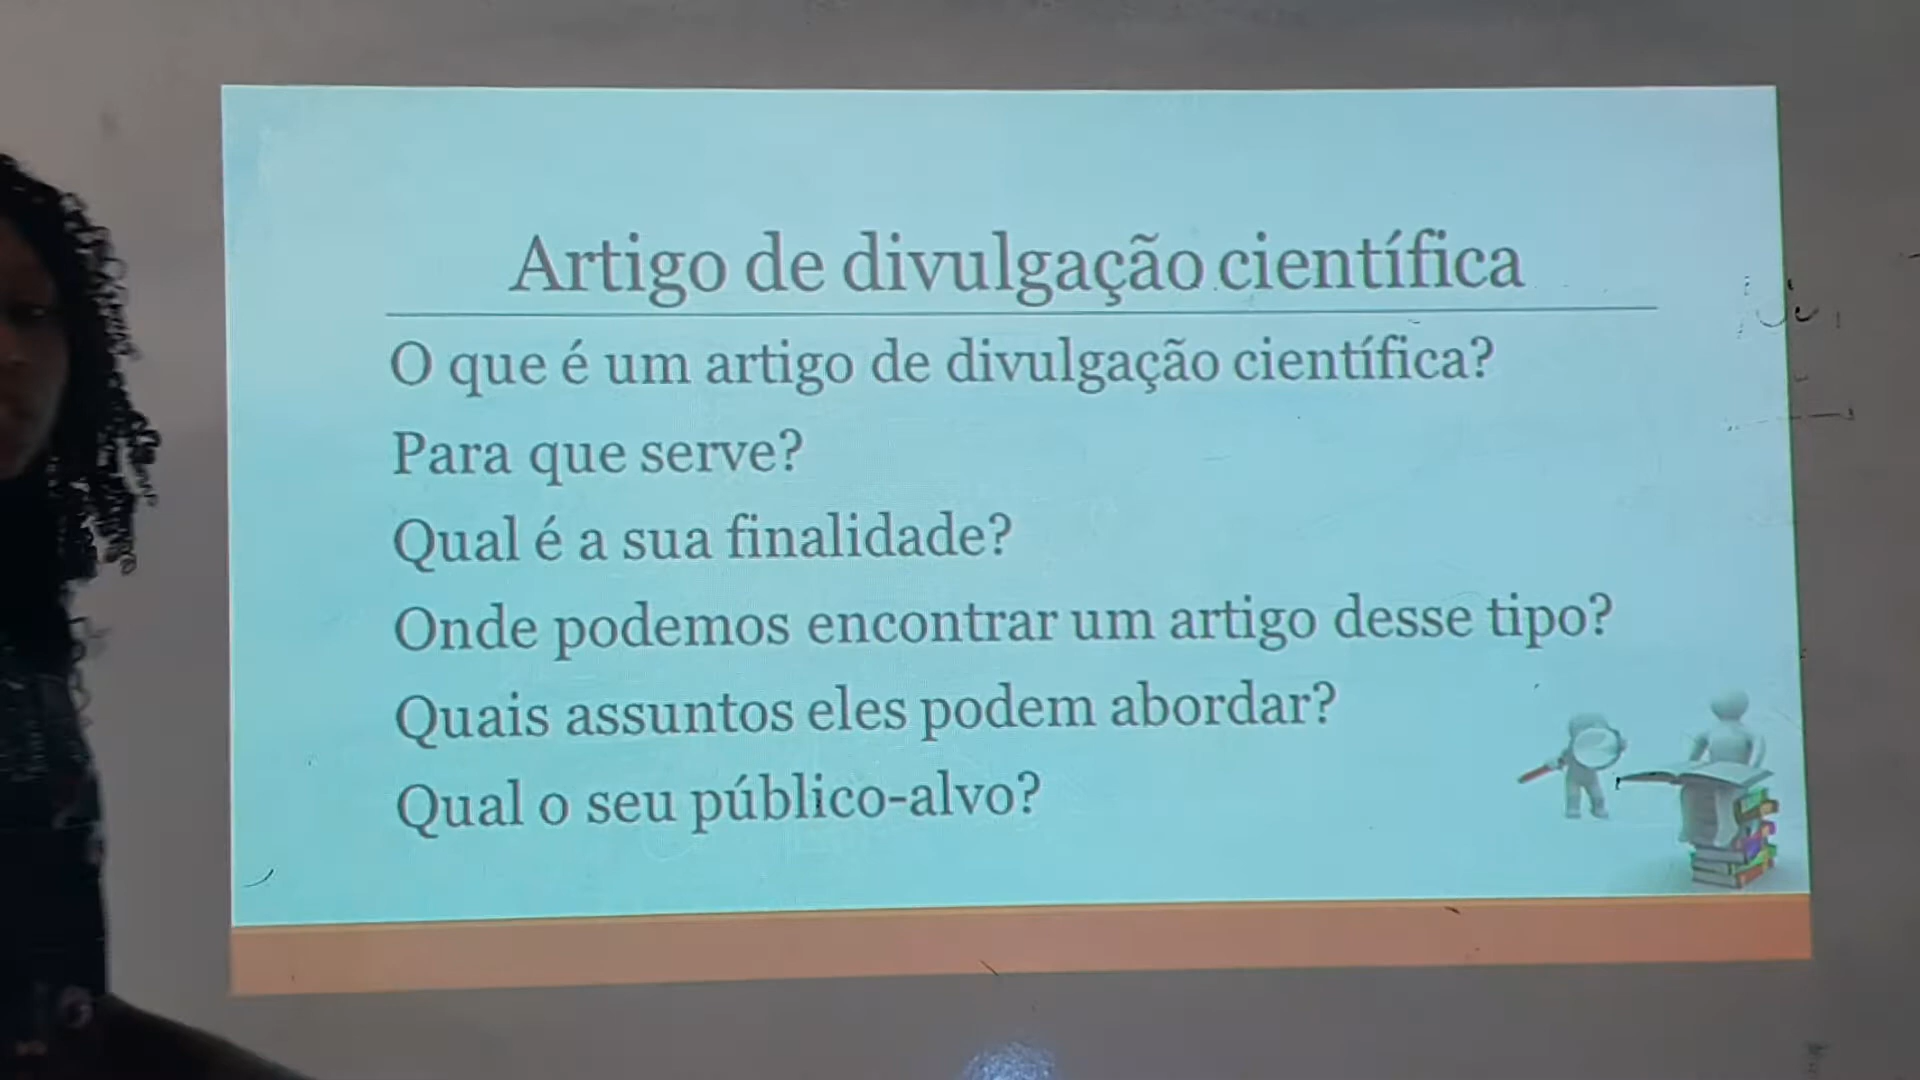 Artigo de divulgação científica
O que é um artigo de divulgação científica?
Para que serve?
Qual é a sua finalidade?
Onde podemos encontrar um artigo desse tipo?
Quais assuntos eles podem abordar?
Qual o seu público-alvo?